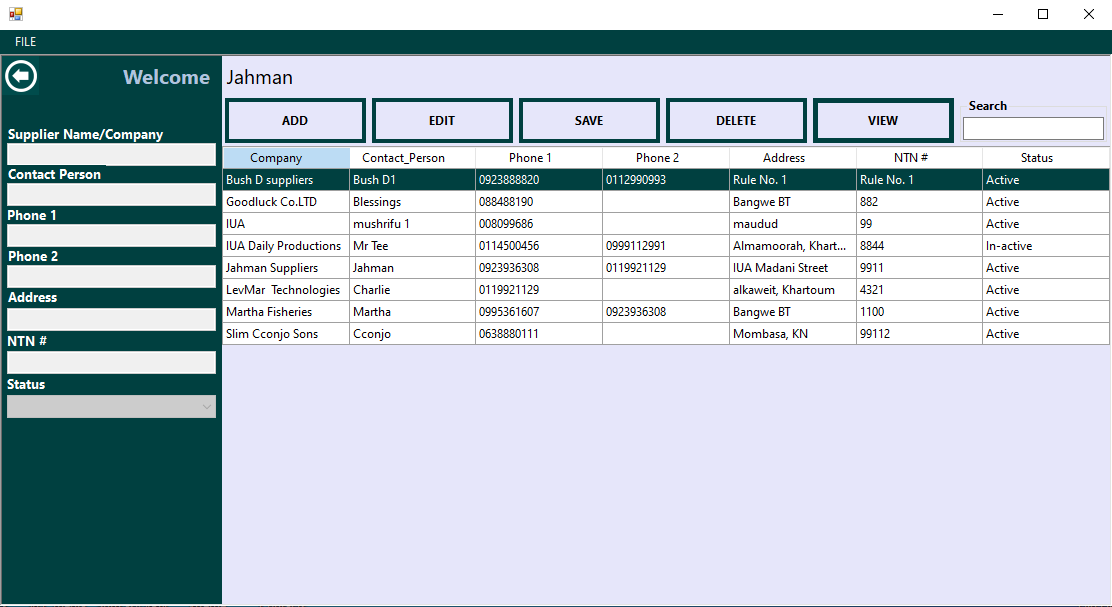 FILE
Welcome Jahman
Supplier Name/Company
Contact Person
Phone 1
Phone 2
Address
NTN #
Status
ADD EDIT SAVE DELETE VIEW Search
Company Contact_Person Phone 1 Phone 2 Address NTN # Status
Bush D suppliers Bush D1 0923888820 0112990993 Rule No. 1 Rule No. 1 Active
Goodluck Co.LTD Blessings 088488190 Bangwe BT 882 Active
IUA mushrifu 1 008099686 maudud 99 Active
IUA Daily Productions Mr Tee 0114500456 0999112991 Almamoorah, Khart... 8844 In-active
Jahman Suppliers Jahman 0923936308 0119921129 IUA Madani Street 9911 Active
LevMar Technologies Charlie 0119921129 alkaweit, Khartoum 4321 Active
Martha Fisheries Martha 0995361607 0923936308 Bangwe BT 1100 Active
Slim Cconjo Sons Cconjo 0638880111 Mombasa, KN 99112 Active